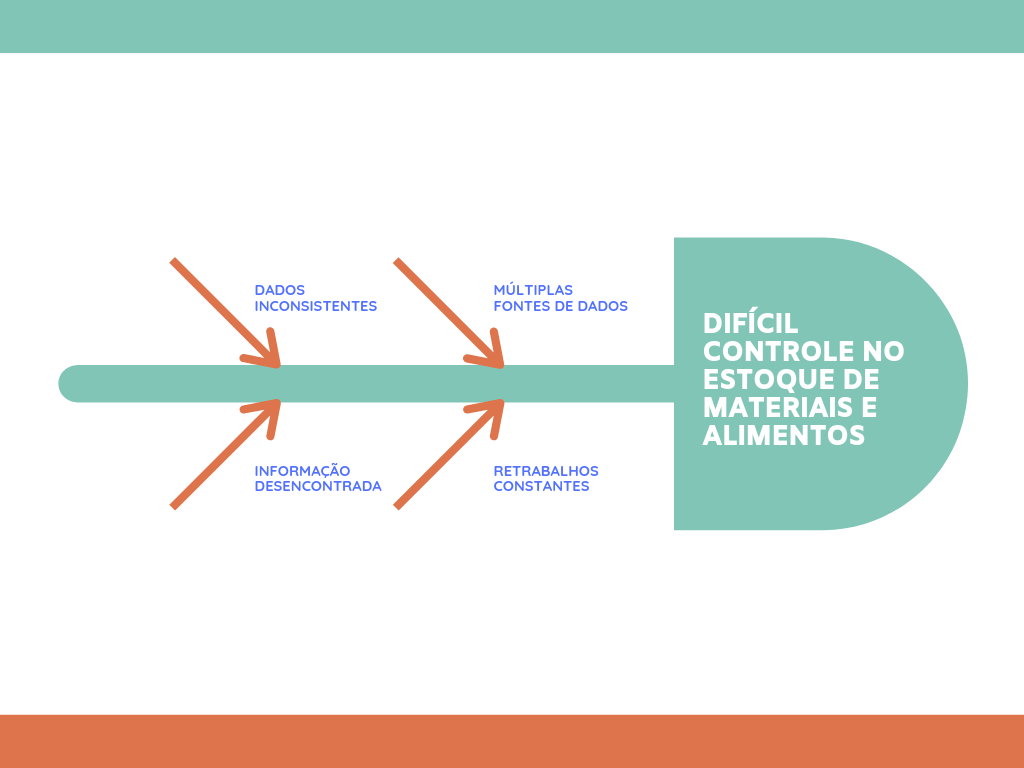 DADOS
INCONSISTENTES
MÚLTIPLAS
FONTES DE DADOS
DIFÍCIL
CONTROLE NO
ESTOQUE DE
MATERIAIS E
ALIMENTOS
INFORMAÇÃO
DESENCONTRADA
RETRABALHOS
CONSTANTES